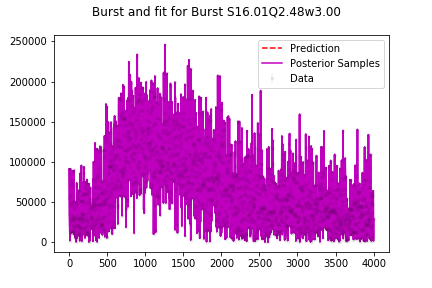 Burst and fit for Burst S16.01Q2.48w3.00
250000
200000
150000
100000
50000
0
Prediction
Posterior Samples
Data
0 500 1000 1500 2000 2500 3000 3500 4000